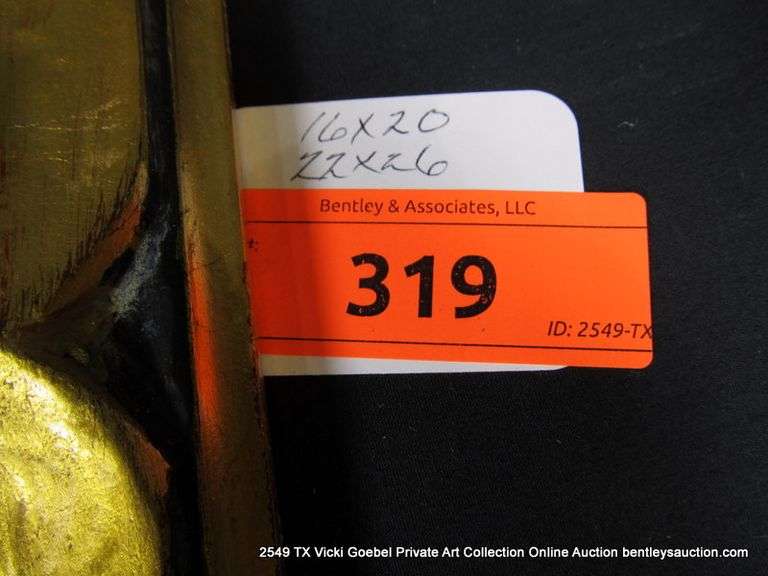 16x20
22x26
Bentley & Associates, LLC
319
ID: 2549-TX
2549 TX Vicki Goebel Private Art Collection Online Auction bentleysauction.com